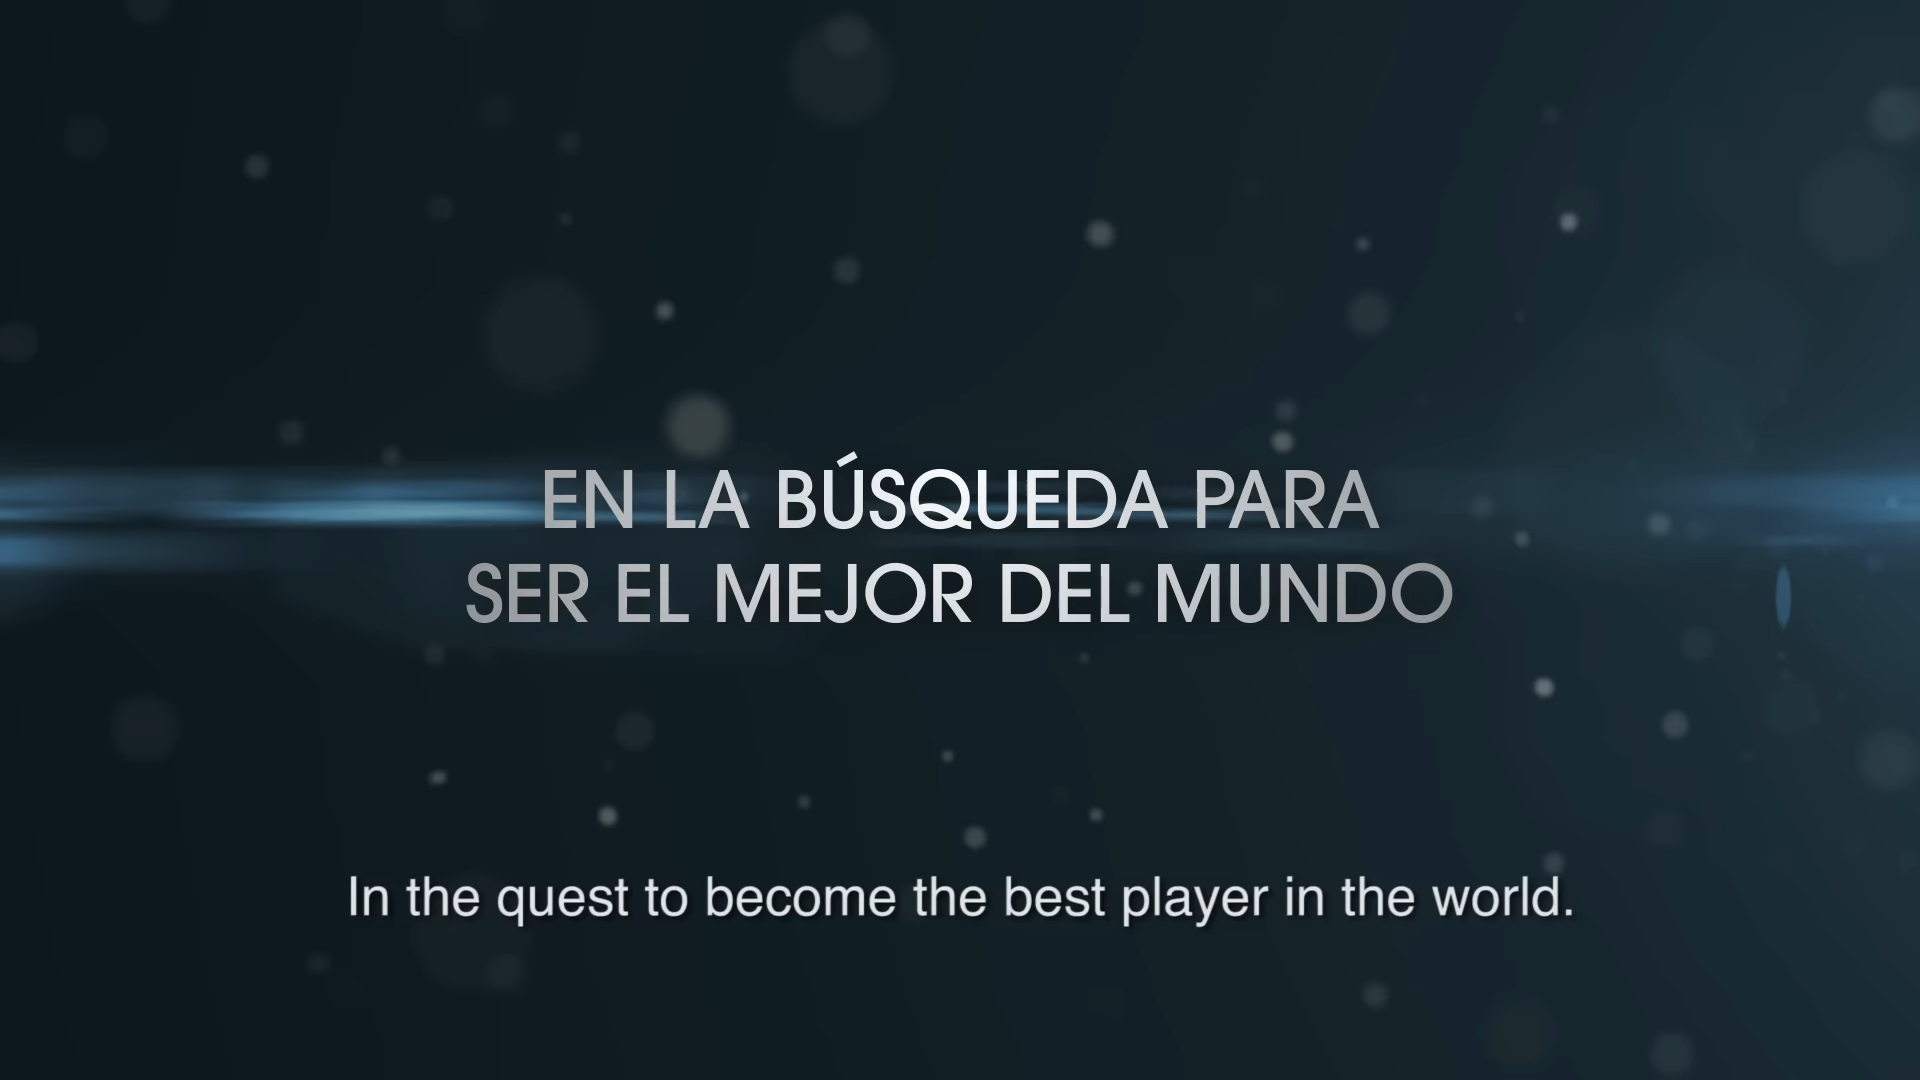 EN LA BÚSQUEDA PARA
SER EL MEJOR DEL MUNDO
In the quest to become the best player in the world.